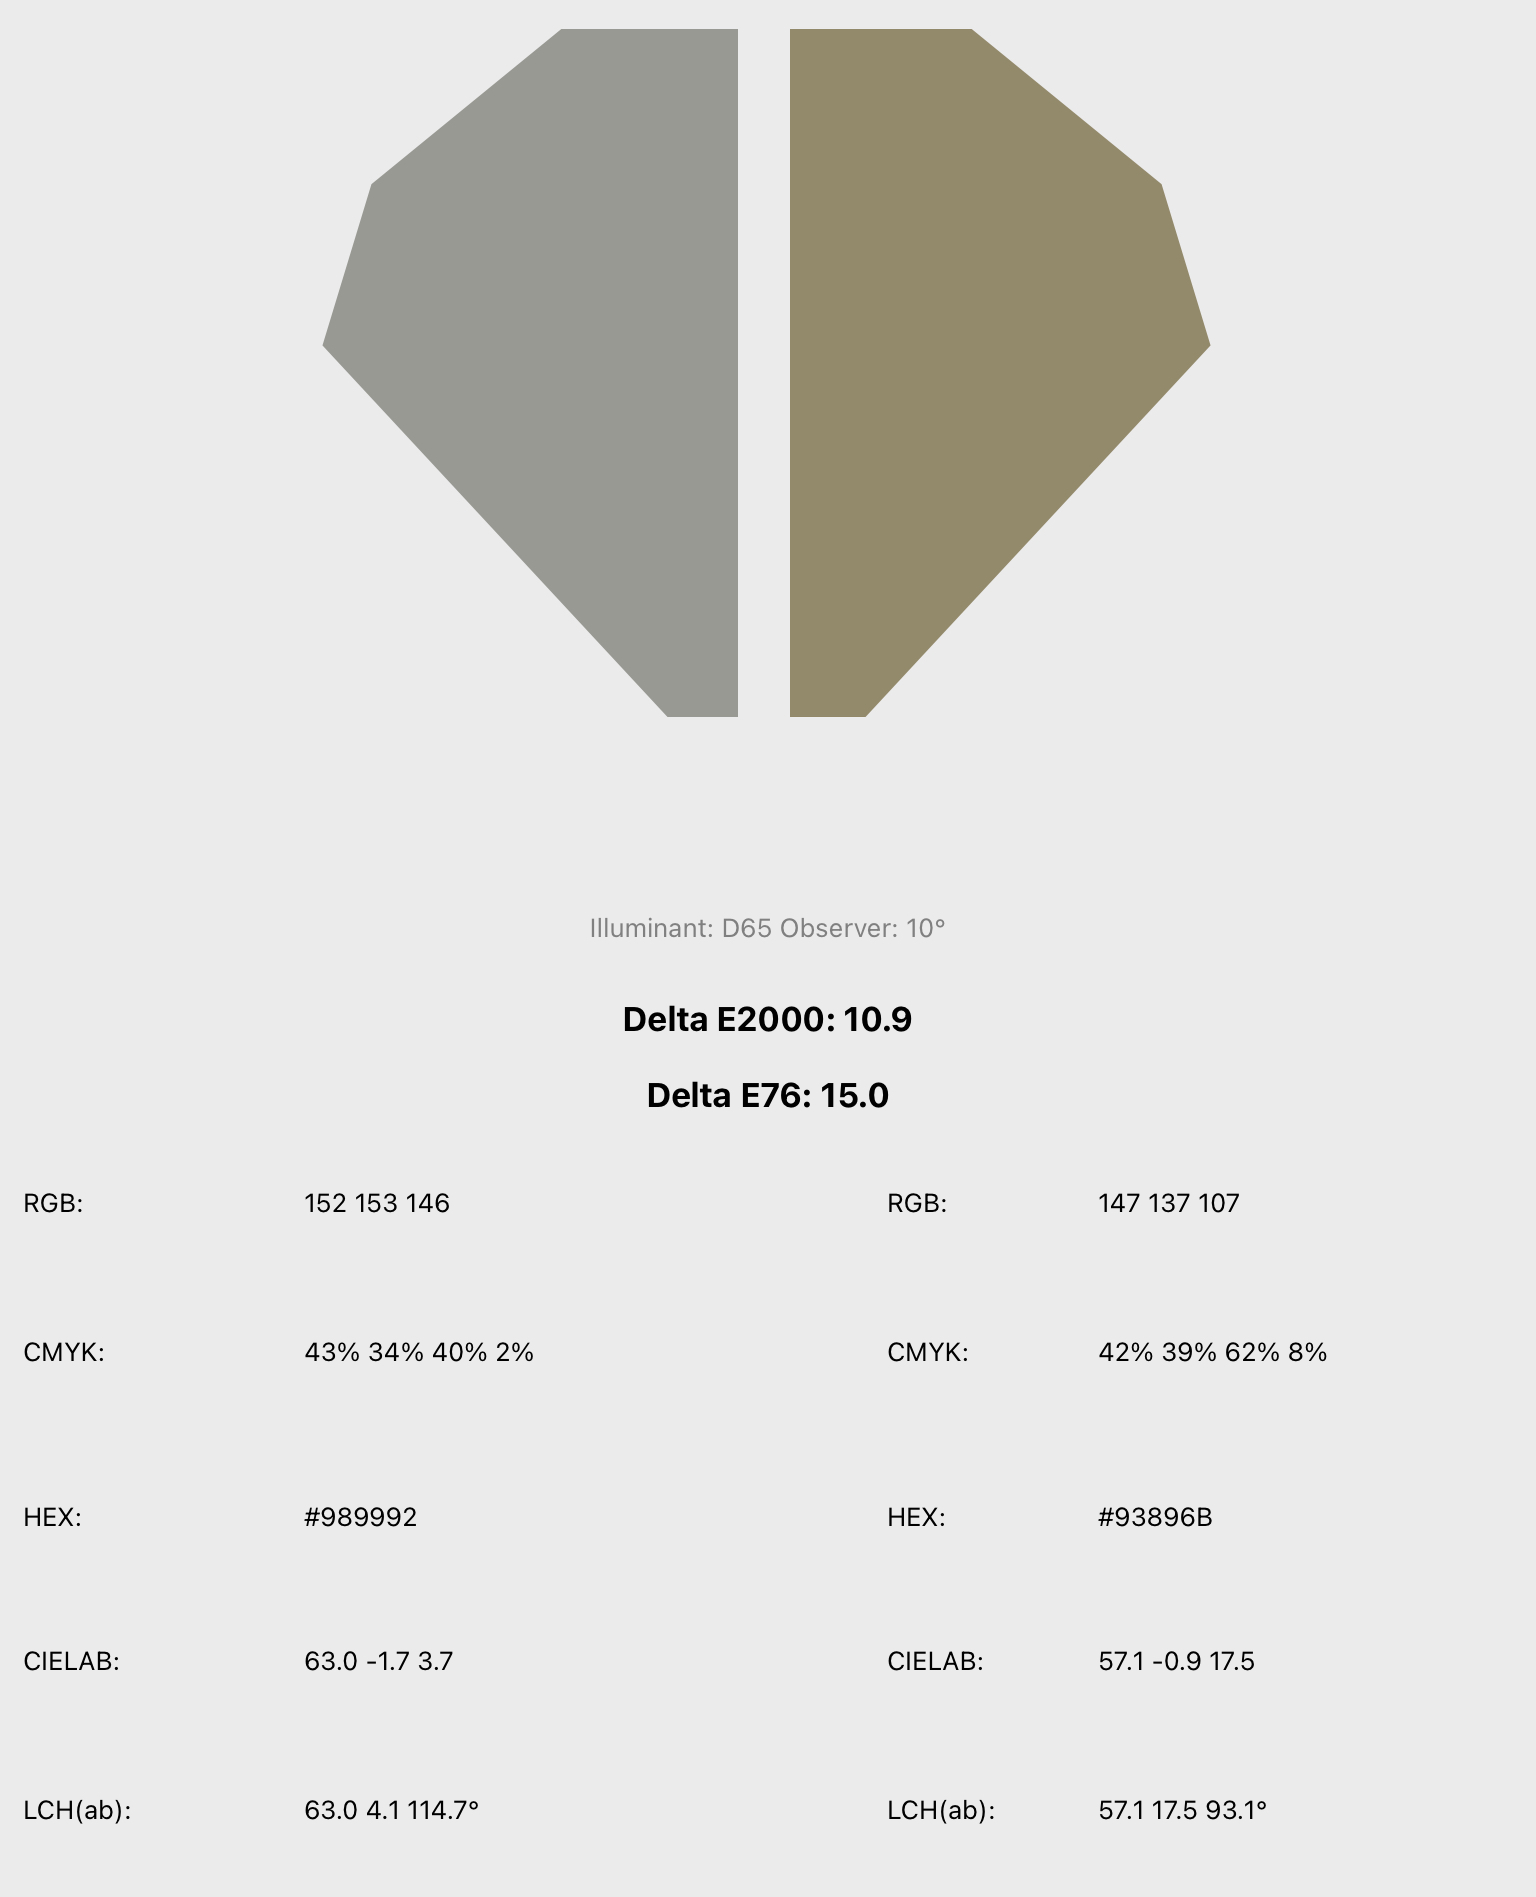 Illuminant: D65 Observer: 10°
Delta E2000: 10.9
Delta E76: 15.0
RGB: 152 153 146 RGB: 147 137 107
CMYK: 43% 34% 40% 2% CMYK: 42% 39% 62% 8%
HEX: #989992 HEX: #93896B
CIELAB: 63.0 -1.7 3.7 CIELAB: 57.1 -0.9 17.5
LCH(ab): 63.0 4.1 114.7° LCH(ab): 57.1 17.5 93.1°